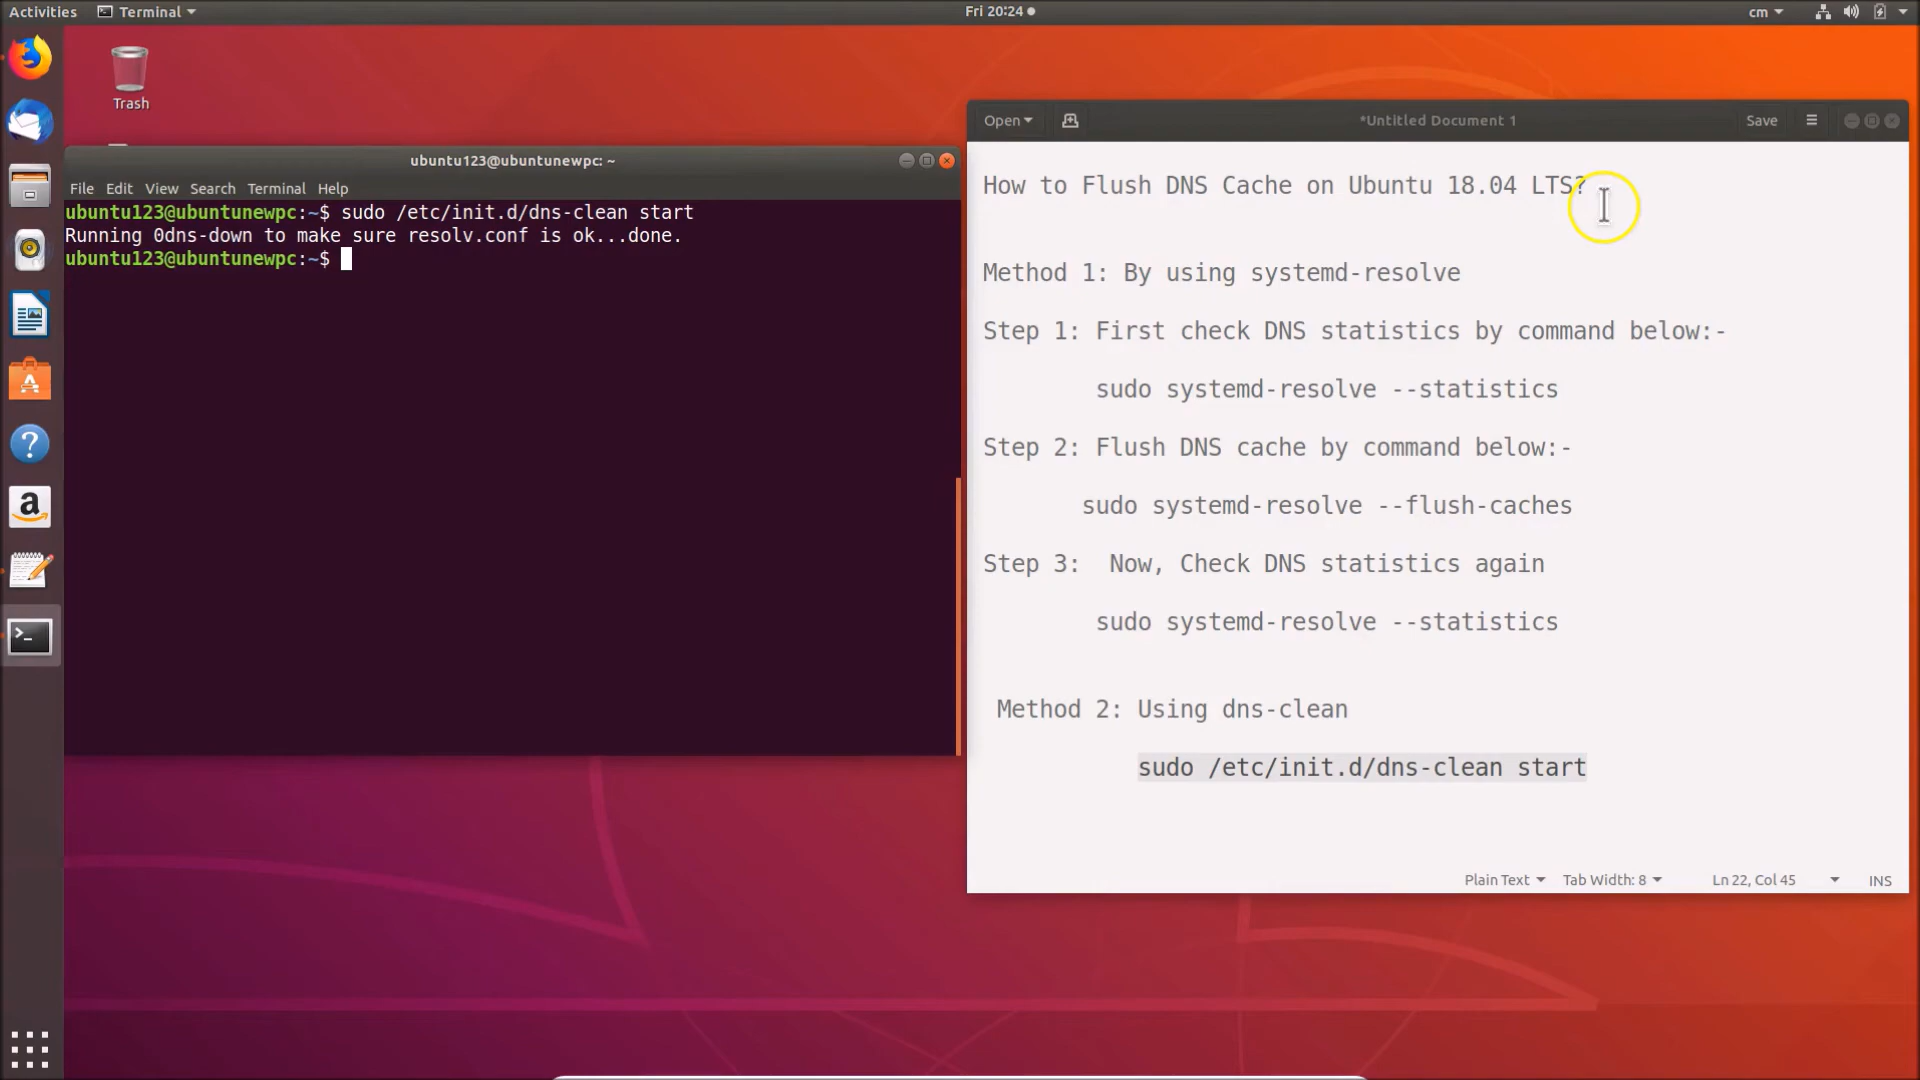 Activities
Terminal
Fri 20:24
cm
Trash
ubuntu123@ubuntunewpc: ~
File Edit View Search Terminal Help
ubuntu123@ubuntunewpc:~$ sudo /etc/init.d/dns-clean start
Running 0dns-down to make sure resolv.conf is ok...done.
ubuntu123@ubuntunewpc:~$
Open
*Untitled Document 1
Save
How to Flush DNS Cache on Ubuntu 18.04 LTS?
Method 1: By using systemd-resolve
Step 1: First check DNS statistics by command below:-
sudo systemd-resolve --statistics
Step 2: Flush DNS cache by command below:-
sudo systemd-resolve --flush-caches
Step 3:  Now, Check DNS statistics again
sudo systemd-resolve --statistics
Method 2: Using dns-clean
sudo /etc/init.d/dns-clean start
Plain Text
Tab Width: 8
Ln 22, Col 45
INS